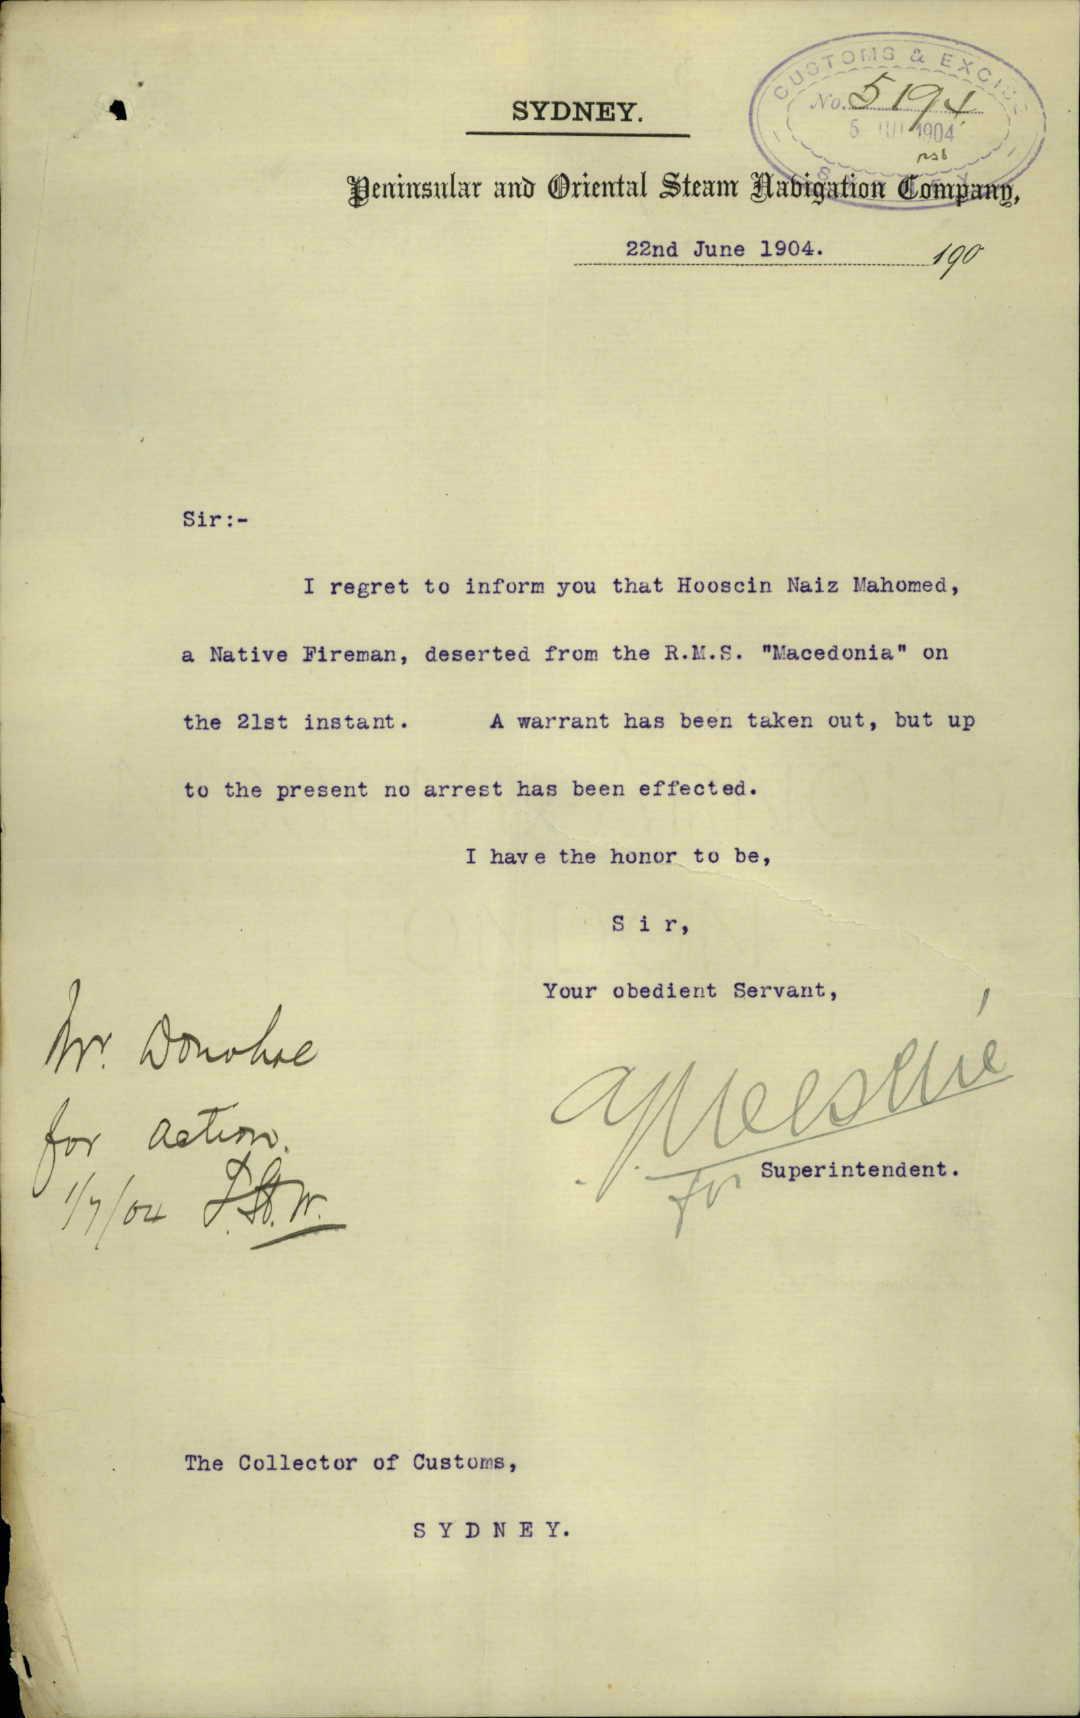 CUSTOMS & EXCISE
No. 5194
5 JUL 1904
SYDNEY.
Peninsular and Oriental Steam Navigation Company,
22nd June 1904. 190
Sir:-
I regret to inform you that Hooscin Naiz Mahomed,
a Native Fireman, deserted from the R.M.S. "Macedonia" on
the 21st instant. A warrant has been taken out, but up
to the present no arrest has been effected.
I have the honor to be,
S i r,
Your obedient Servant,
for Superintendent.
Mr. Donohoe
for action.
1/7/04
The Collector of Customs,
S Y D N E Y.